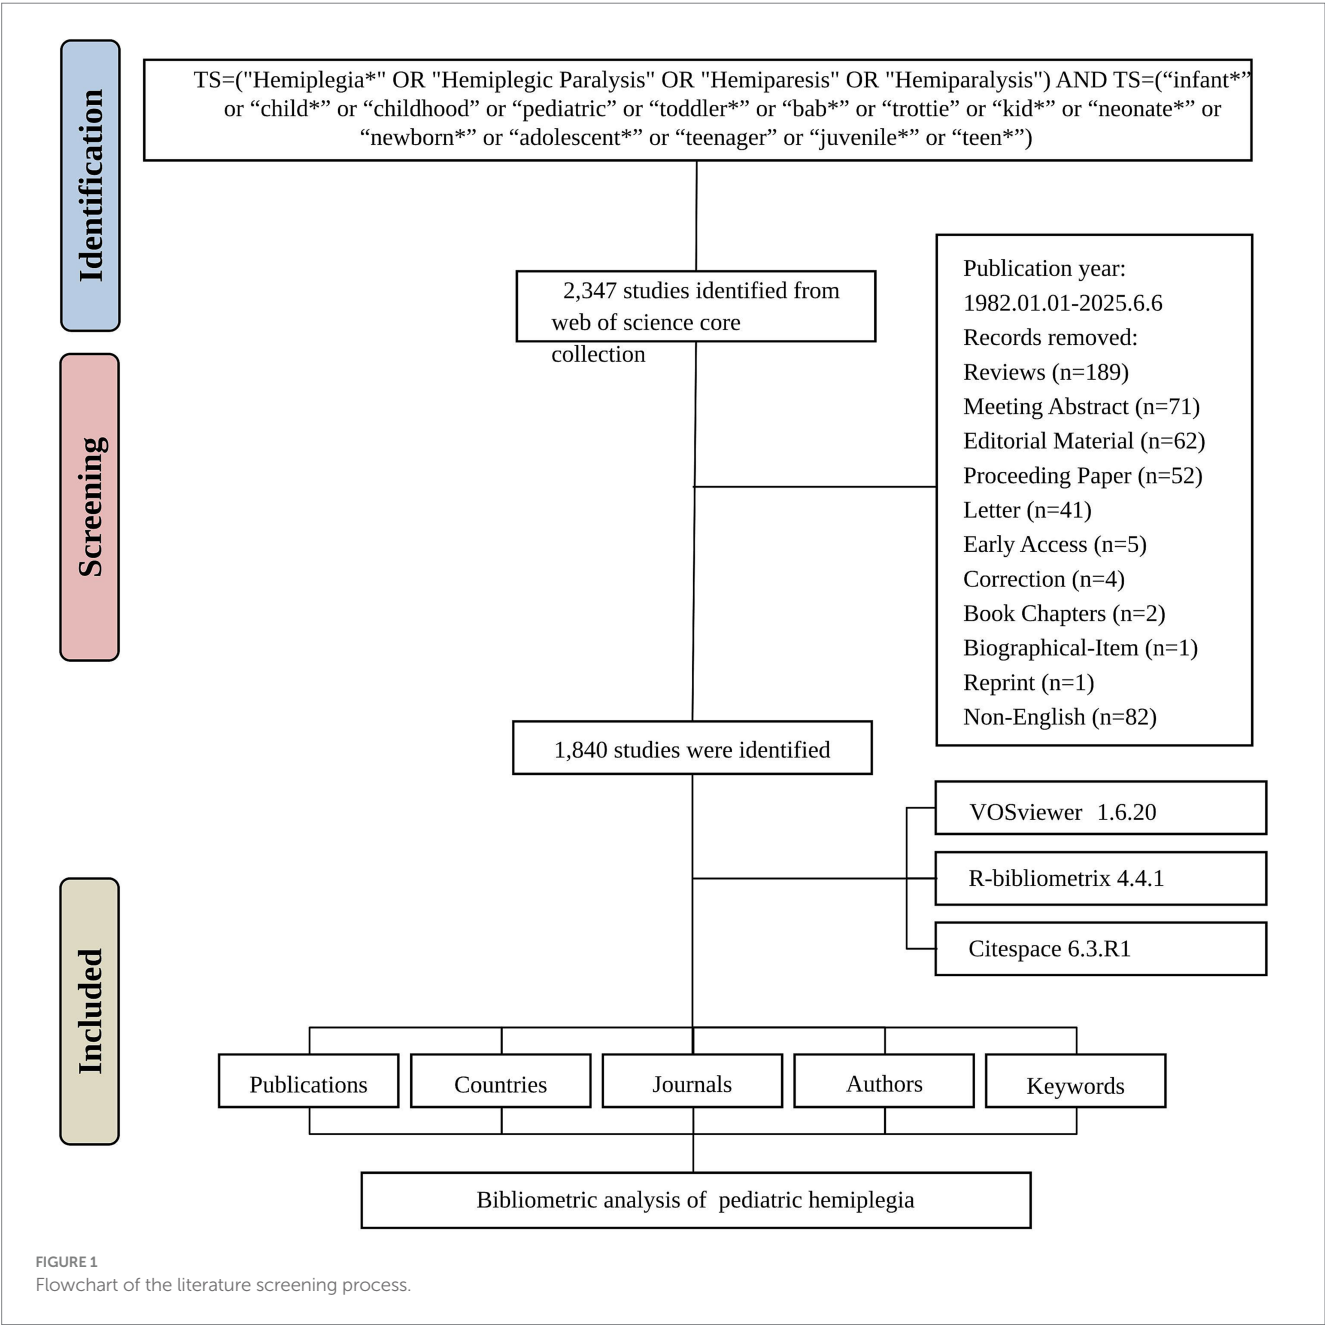 Identification
TS=("Hemiplegia*" OR "Hemiplegic Paralysis" OR "Hemiparesis" OR "Hemiparalysis") AND TS=(“infant*”
or “child*” or “childhood” or “pediatric” or “toddler*” or “bab*” or “trottie” or “kid*” or “neonate*” or
“newborn*” or “adolescent*” or “teenager” or “juvenile*” or “teen*”)
2,347 studies identified from
web of science core
collection
Screening
Publication year:
1982.01.01-2025.6.6
Records removed:
Reviews (n=189)
Meeting Abstract (n=71)
Editorial Material (n=62)
Proceeding Paper (n=52)
Letter (n=41)
Early Access (n=5)
Correction (n=4)
Book Chapters (n=2)
Biographical-Item (n=1)
Reprint (n=1)
Non-English (n=82)
1,840 studies were identified
VOSviewer 1.6.20
R-bibliometrix 4.4.1
Citespace 6.3.R1
Included
Publications
Countries
Journals
Authors
Keywords
Bibliometric analysis of pediatric hemiplegia
FIGURE 1
Flowchart of the literature screening process.